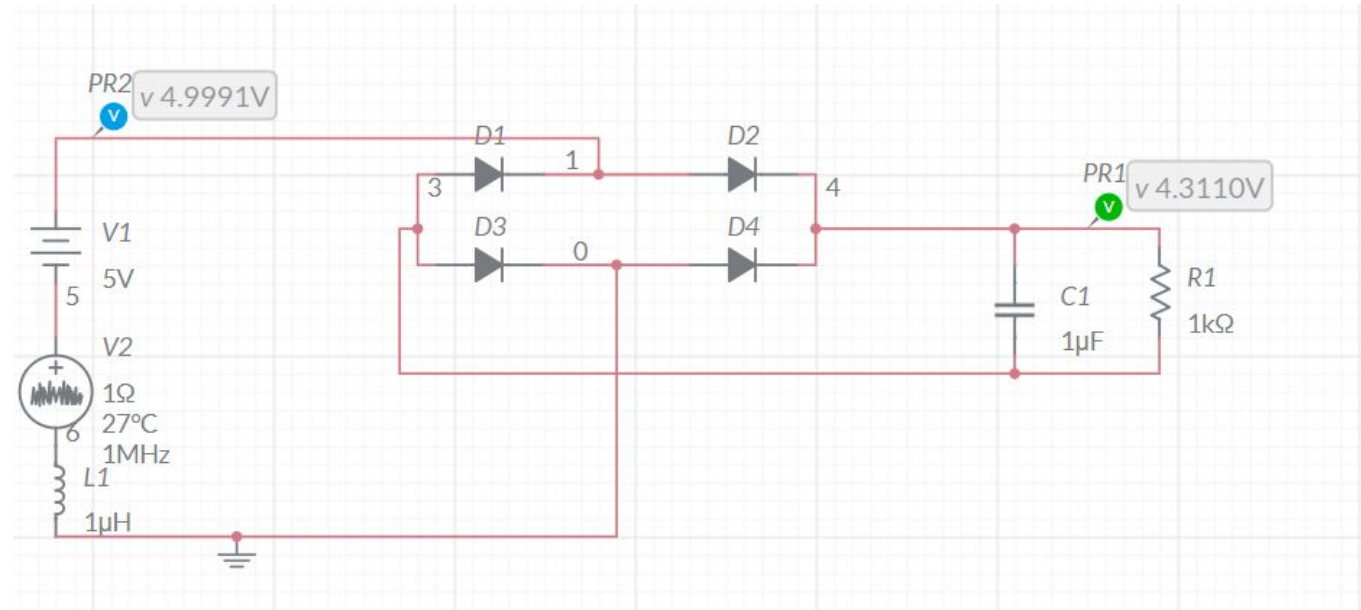 PR2
v 4.9991V
V
D1
D2
1
3
4
PR1
v 4.3110V
V
V1
5V
D3
D4
0
5
C1
1µF
R1
1kΩ
V2
+
1Ω
27°C
1MHz
6
L1
1µH